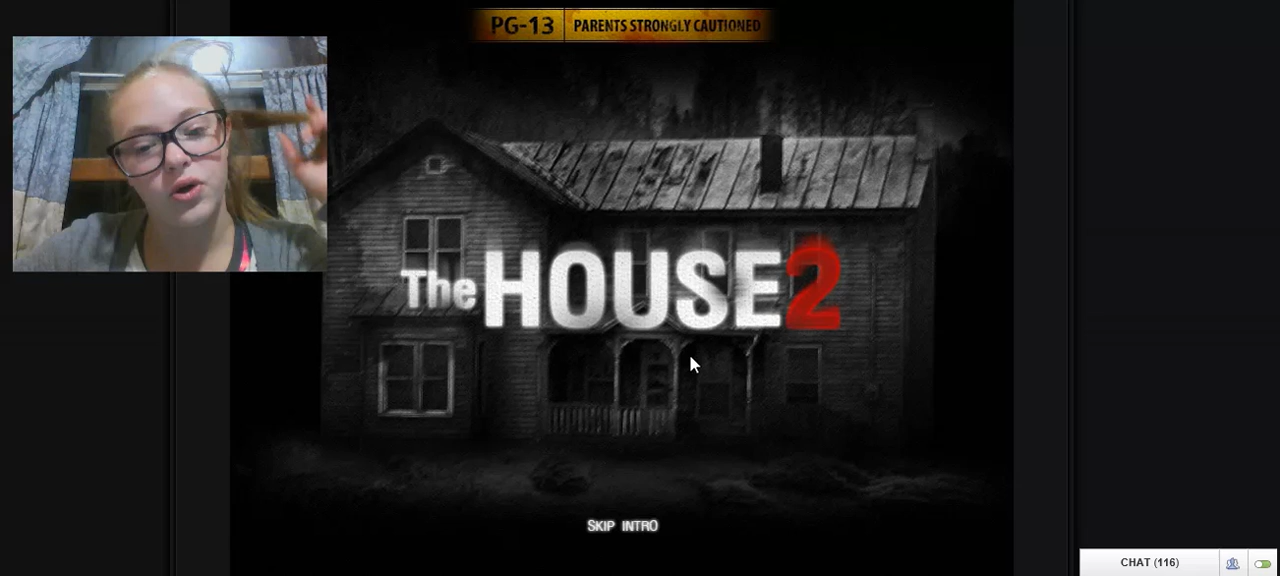 PG-13 PARENTS STRONGLY CAUTIONED
The HOUSE 2
SKIP INTRO
CHAT (116)